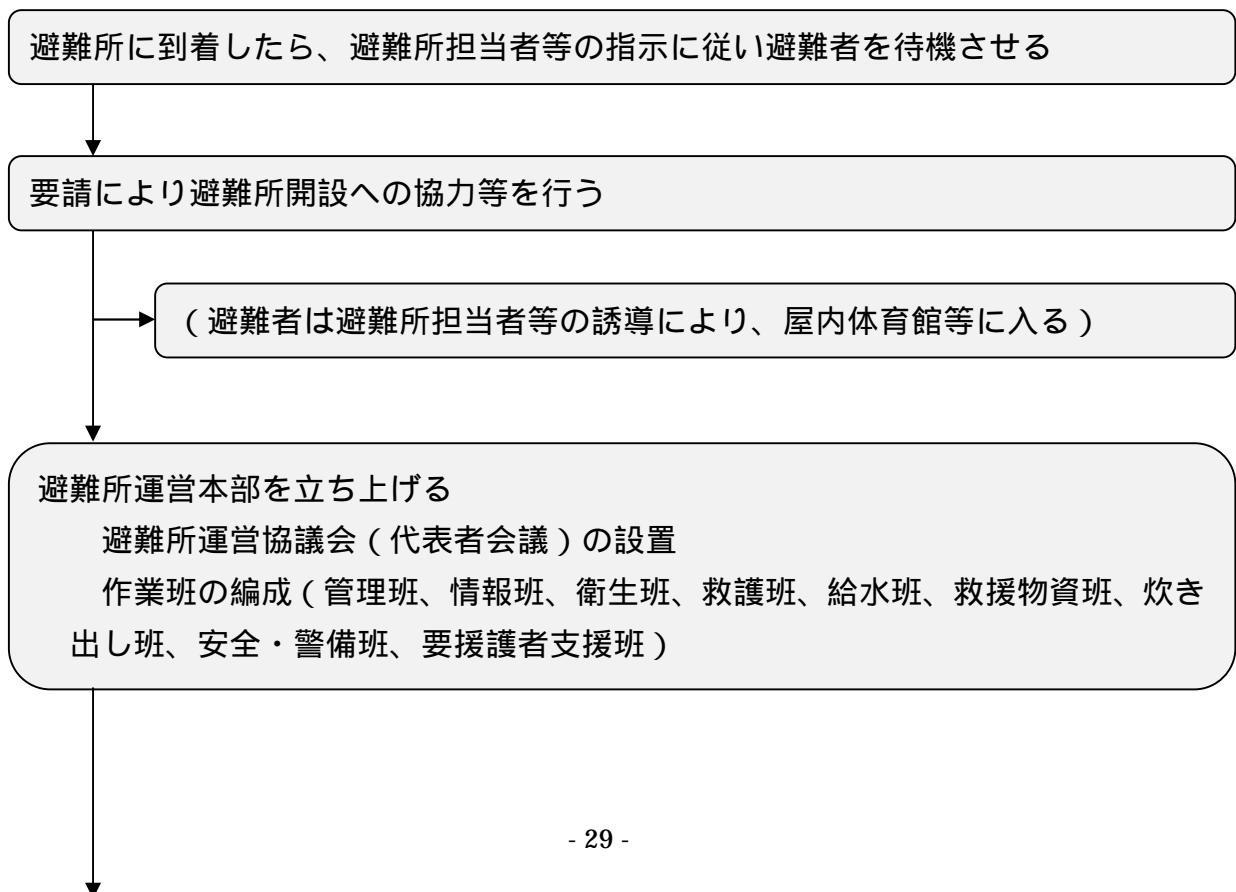 避難所に到着したら、避難所担当者等の指示に従い避難者を待機させる
要請により避難所開設への協力等を行う
（避難者は避難所担当者等の誘導により、屋内体育館等に入る）
避難所運営本部を立ち上げる
避難所運営協議会（代表者会議）の設置
作業班の編成（管理班、情報班、衛生班、救護班、給水班、救援物資班、炊き
出し班、安全・警備班、要援護者支援班）
- 29 -